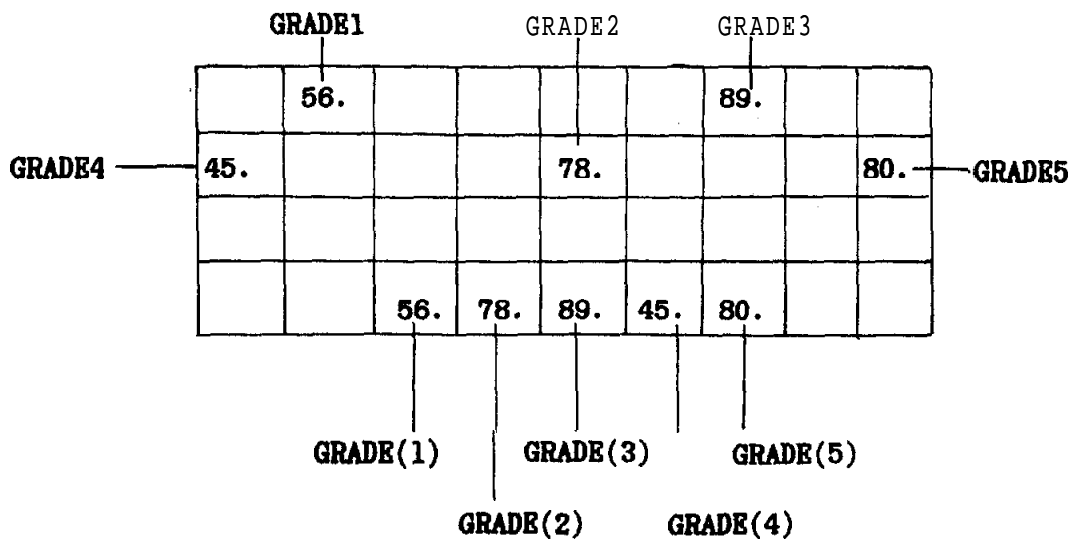 GRADE1 GRADE2 GRADE3
56. 89.
GRADE4 45. 78. 80. GRADE5
56. 78. 89. 45. 80.
GRADE(1) GRADE(3) GRADE(5)
GRADE(2) GRADE(4)